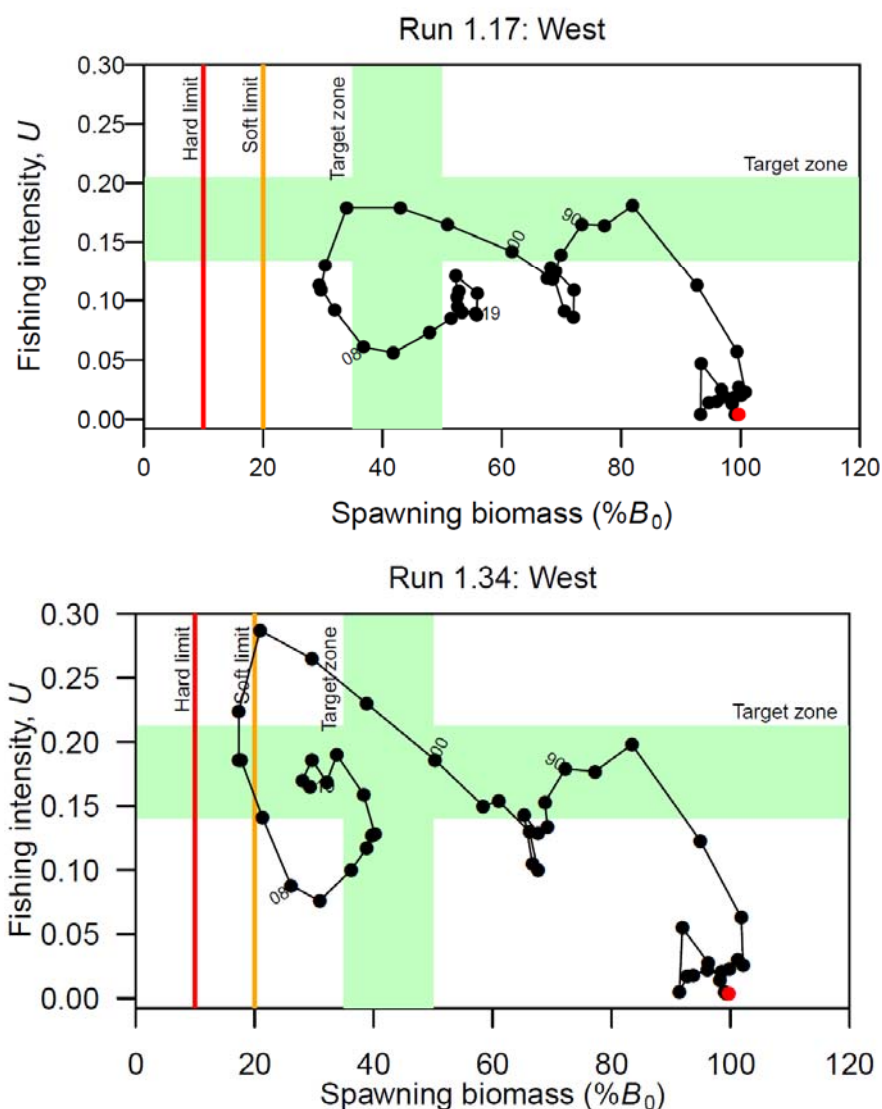 Run 1.17: West
0.30
0.25
0.20
0.15
0.10
0.05
0.00
Fishing intensity, U
Hard limit
Soft limit
Target zone
Target zone
90
00
08
19
0 20 40 60 80 100 120
Spawning biomass (%B₀)
Run 1.34: West
0.30
0.25
0.20
0.15
0.10
0.05
0.00
Fishing intensity, U
Hard limit
Soft limit
Target zone
Target zone
90
00
08
19
0 20 40 60 80 100 120
Spawning biomass (%B₀)